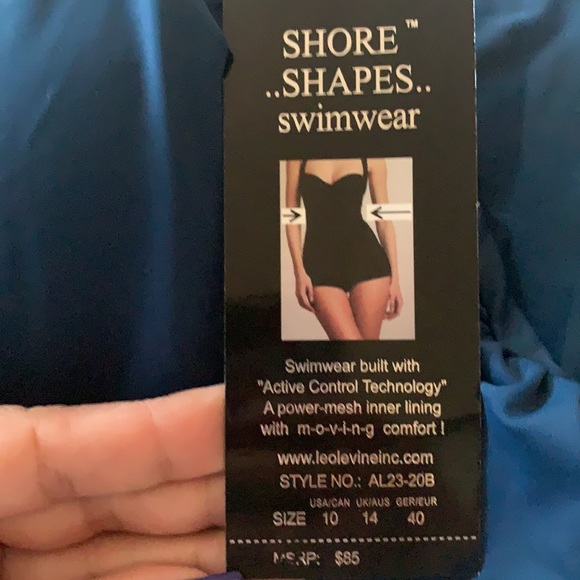 SHORE ™
..SHAPES..
swimwear
Swimwear built with
"Active Control Technology"
A power-mesh inner lining
with m-o-v-i-n-g comfort !
www.leolevineinc.com
STYLE NO.: AL23-20B
USA/CAN UK/AUS GER/EUR
SIZE 10 14 40
MSRP: $85